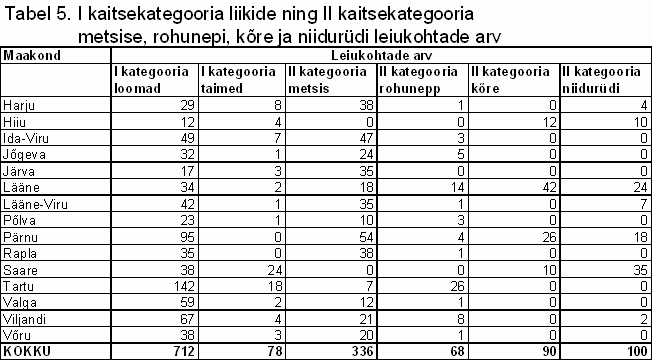 Tabel 5. I kaitsekategooria liikide ning II kaitsekategooria
metsise, rohunepi, kõre ja niidurüdi leiukohtade arv
Maakond Leiukohtade arv
I kategooria loomad I kategooria taimed II kategooria metsis II kategooria rohunepp II kategooria kõre II kategooria niidurüdi
Harju 29 8 38 1 0 4
Hiiu 12 4 0 0 12 10
Ida-Viru 49 7 47 3 0 0
Jõgeva 32 1 24 5 0 0
Järva 17 3 35 0 0 0
Lääne 34 2 18 14 42 24
Lääne-Viru 42 1 35 1 0 7
Põlva 23 1 10 3 0 0
Pärnu 95 0 54 4 26 18
Rapla 35 0 38 1 0 0
Saare 38 24 0 0 10 35
Tartu 142 18 7 26 0 0
Valga 59 2 12 1 0 0
Viljandi 67 4 21 8 0 2
Võru 38 3 20 1 0 0
KOKKU 712 78 336 68 90 100